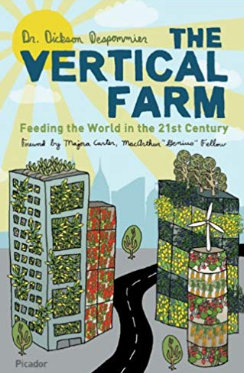 Dr. Dickson Despommier
THE
VERTICAL
FARM
Feeding the World in the 21st Century
Foreword by Majora Carter, MacArthur "Genius" Fellow
Picador